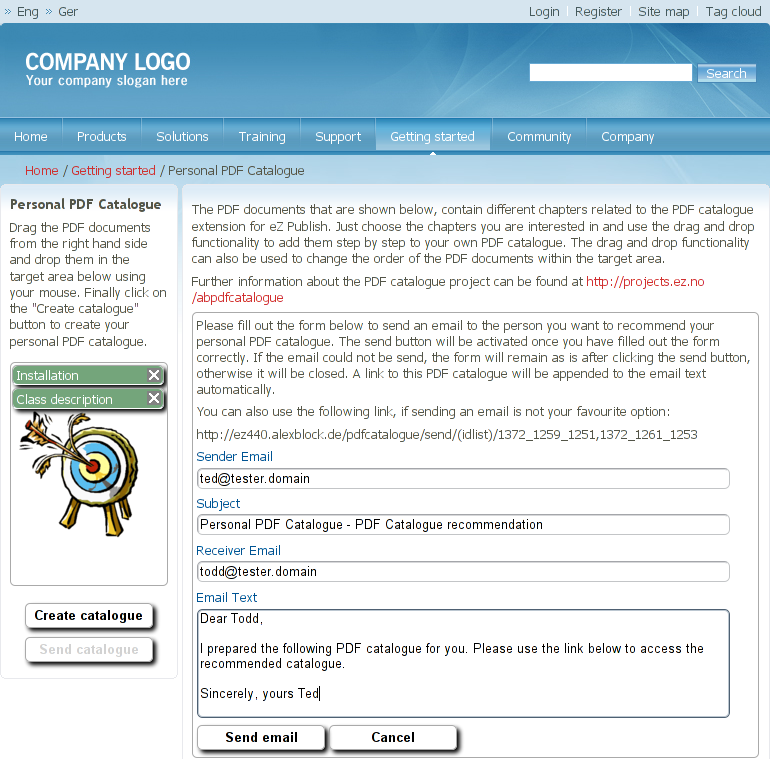 » Eng » Ger
Login Register Site map Tag cloud
COMPANY LOGO
Your company slogan here
Search
Home Products Solutions Training Support Getting started Community Company
Home / Getting started / Personal PDF Catalogue
Personal PDF Catalogue
Drag the PDF documents
from the right hand side
and drop them in the
target area below using
your mouse. Finally click on
the "Create catalogue"
button to create your
personal PDF catalogue.
Installation
Class description
Create catalogue
Send catalogue
The PDF documents that are shown below, contain different chapters related to the PDF catalogue
extension for eZ Publish. Just choose the chapters you are interested in and use the drag and drop
functionality to add them step by step to your own PDF catalogue. The drag and drop functionality
can also be used to change the order of the PDF documents within the target area.
Further information about the PDF catalogue project can be found at http://projects.ez.no
/abpdfcatalogue
Please fill out the form below to send an email to the person you want to recommend your
personal PDF catalogue. The send button will be activated once you have filled out the form
correctly. If the email could not be send, the form will remain as is after clicking the send button,
otherwise it will be closed. A link to this PDF catalogue will be appended to the email text
automatically.
You can also use the following link, if sending an email is not your favourite option:
http://ez440.alexblock.de/pdfcatalogue/send/(idlist)/1372_1259_1251,1372_1261_1253
Sender Email
ted@tester.domain
Subject
Personal PDF Catalogue - PDF Catalogue recommendation
Receiver Email
todd@tester.domain
Email Text
Dear Todd,
I prepared the following PDF catalogue for you. Please use the link below to access the
recommended catalogue.
Sincerely, yours Ted
Send email Cancel